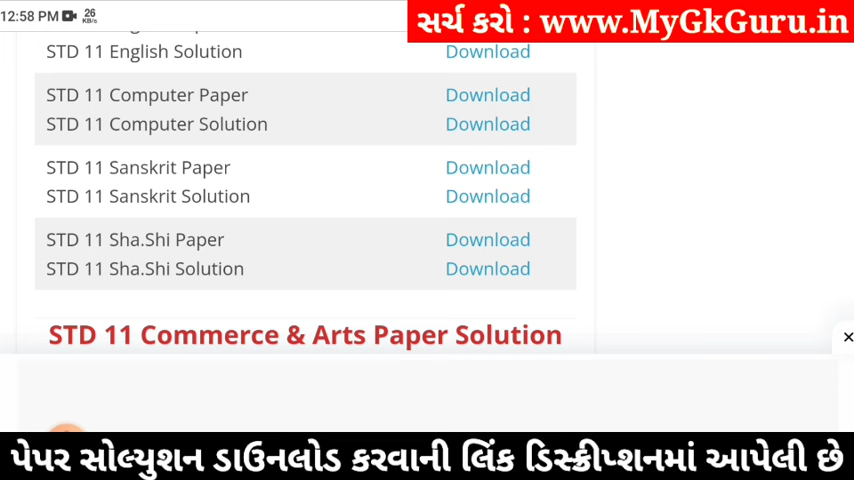 12:58 PM
26
KB/s
સર્ચ કરો : www.MyGkGuru.in
STD 11 English Solution Download
STD 11 Computer Paper Download
STD 11 Computer Solution Download
STD 11 Sanskrit Paper Download
STD 11 Sanskrit Solution Download
STD 11 Sha.Shi Paper Download
STD 11 Sha.Shi Solution Download
STD 11 Commerce & Arts Paper Solution
પેપર સોલ્યુશન ડાઉનલોડ કરવાની લિંક ડિસ્ક્રીપ્શનમાં આપેલી છે